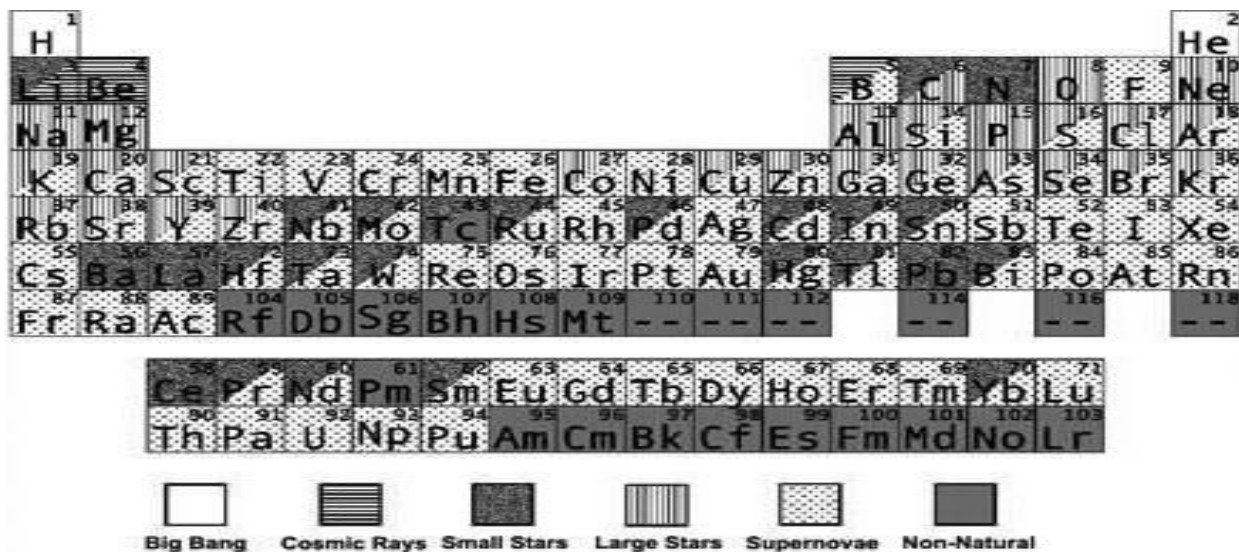 1 2
H He
3 4 5 6 7 8 9 10
Li Be B C N O F Ne
11 12 13 14 15 16 17 18
Na Mg Al Si P S Cl Ar
19 20 21 22 23 24 25 26 27 28 29 30 31 32 33 34 35 36
K Ca Sc Ti V Cr Mn Fe Co Ni Cu Zn Ga Ge As Se Br Kr
37 38 39 40 41 42 43 44 45 46 47 48 49 50 51 52 53 54
Rb Sr Y Zr Nb Mo Tc Ru Rh Pd Ag Cd In Sn Sb Te I Xe
55 56 57 72 73 74 75 76 77 78 79 80 81 82 83 84 85 86
Cs Ba La Hf Ta W Re Os Ir Pt Au Hg Tl Pb Bi Po At Rn
87 88 89 104 105 106 107 108 109 110 111 112 114 116 118
Fr Ra Ac Rf Db Sg Bh Hs Mt -- -- -- -- -- --
58 59 60 61 62 63 64 65 66 67 68 69 70 71
Ce Pr Nd Pm Sm Eu Gd Tb Dy Ho Er Tm Yb Lu
90 91 92 93 94 95 96 97 98 99 100 101 102 103
Th Pa U Np Pu Am Cm Bk Cf Es Fm Md No Lr
Big Bang Cosmic Rays Small Stars Large Stars Supernovae Non-Natural